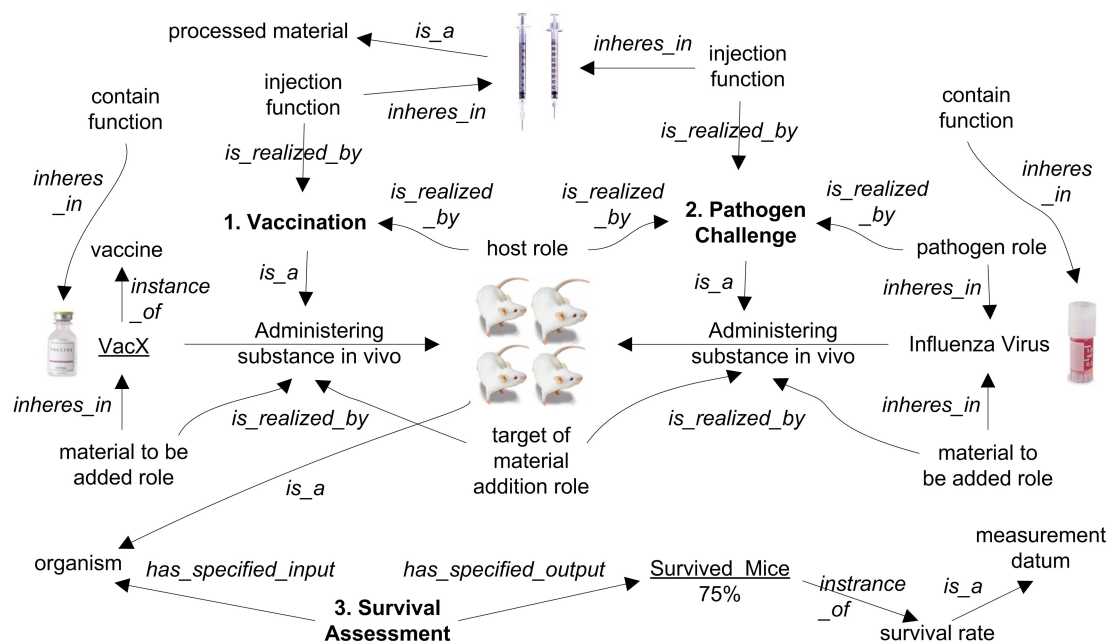 processed material
is_a
inheres_in
injection
function
injection
function
inheres_in
contain
function
contain
function
is_realized_by
is_realized_by
inheres
_in
inheres
_in
is_realized
_by
is_realized
_by
is_realized
_by
1. Vaccination
2. Pathogen
Challenge
host role
pathogen role
vaccine
is_a
is_a
instance
_of
inheres_in
VACCINE
VacX
Administering
substance in vivo
Administering
substance in vivo
Influenza Virus
inheres_in
is_realized_by
is_realized_by
inheres_in
material to be
added role
target of
material
addition role
material to
be added role
is_a
organism
has_specified_input
has_specified_output
3. Survival
Assessment
Survived Mice
75%
instrance
_of
survival rate
is_a
measurement
datum